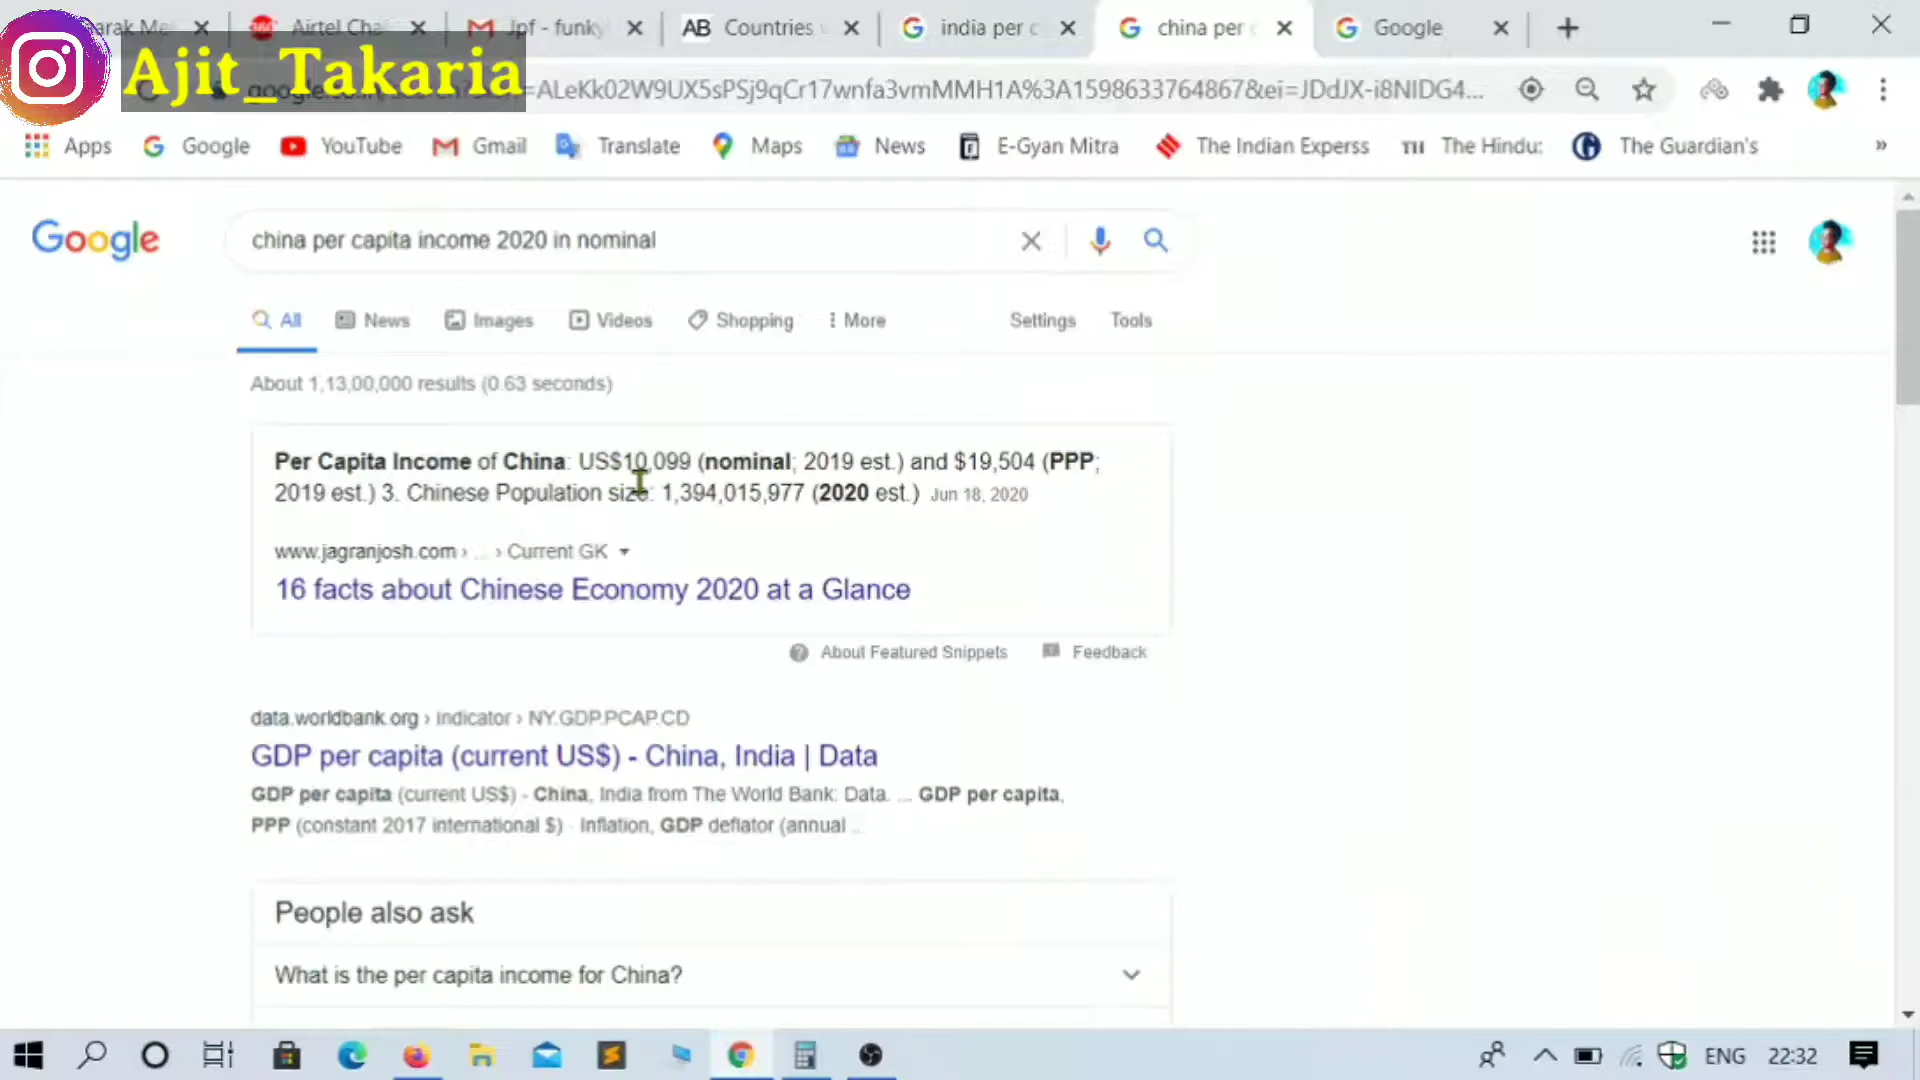 Airtel Cha
Jpf - funky
AB Countries
india per c
china per c
Google
Ajit_Takaria
=ALeKk02W9UX5sPSj9qCr17wnfa3vmMMH1A%3A1598633764867&ei=JDdJX-i8NIDG4...
Apps Google YouTube Gmail Translate Maps News E-Gyan Mitra The Indian Experss TH The Hindu: The Guardian's »
Google
china per capita income 2020 in nominal
All News Images Videos Shopping More Settings Tools
About 1,13,00,000 results (0.63 seconds)
Per Capita Income of China: US$10,099 (nominal; 2019 est.) and $19,504 (PPP;
2019 est.) 3. Chinese Population size: 1,394,015,977 (2020 est.) Jun 18, 2020
www.jagranjosh.com › ... › Current GK
16 facts about Chinese Economy 2020 at a Glance
About Featured Snippets Feedback
data.worldbank.org › indicator › NY.GDP.PCAP.CD
GDP per capita (current US$) - China, India | Data
GDP per capita (current US$) - China, India from The World Bank: Data. ... GDP per capita,
PPP (constant 2017 international $) · Inflation, GDP deflator (annual ...
People also ask
What is the per capita income for China?
ENG 22:32